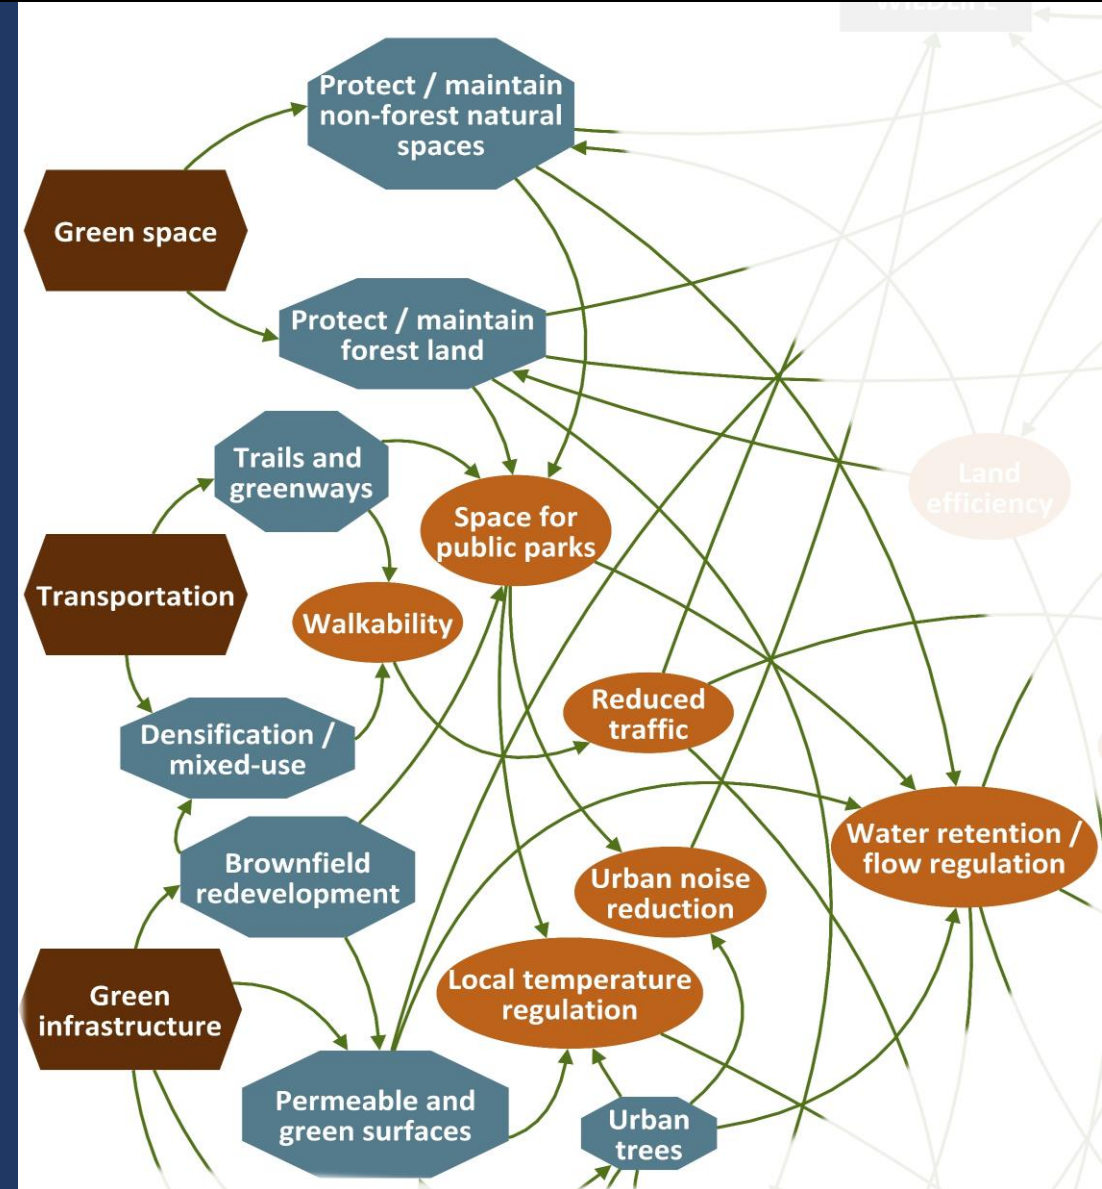 WILDLIFE
Protect / maintain
non-forest natural
spaces
Green space
Protect / maintain
forest land
Trails and
greenways
Land
efficiency
Space for
public parks
Transportation
Walkability
Reduced
traffic
Densification /
mixed-use
Water retention /
flow regulation
Brownfield
redevelopment
Urban noise
reduction
Local temperature
regulation
Green
infrastructure
Permeable and
green surfaces
Urban
trees